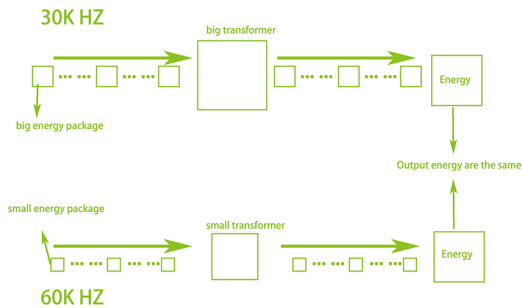 30K HZ
big transformer
Energy
big energy package
Output energy are the same
small energy package
small transformer
Energy
60K HZ